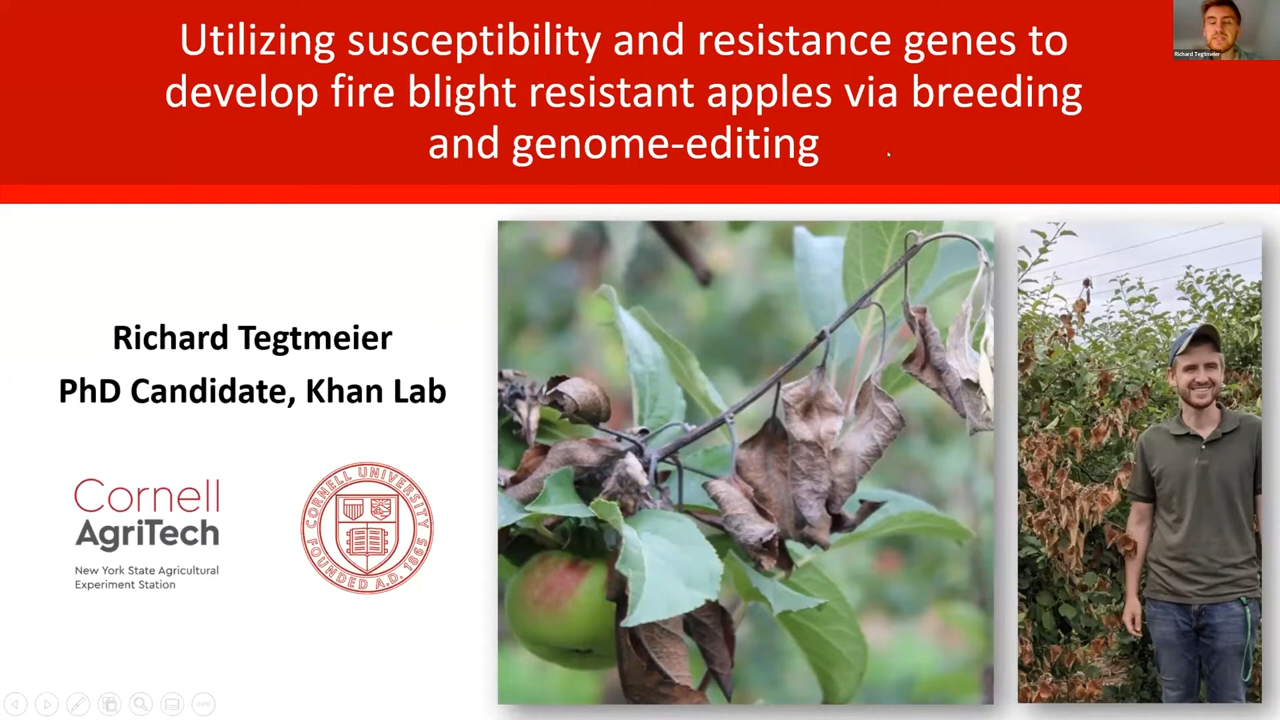 Utilizing susceptibility and resistance genes to
develop fire blight resistant apples via breeding
and genome-editing
Richard Tegtmeier
Richard Tegtmeier
PhD Candidate, Khan Lab
Cornell
AgriTech
New York State Agricultural
Experiment Station
CORNELL UNIVERSITY
FOUNDED A.D. 1865